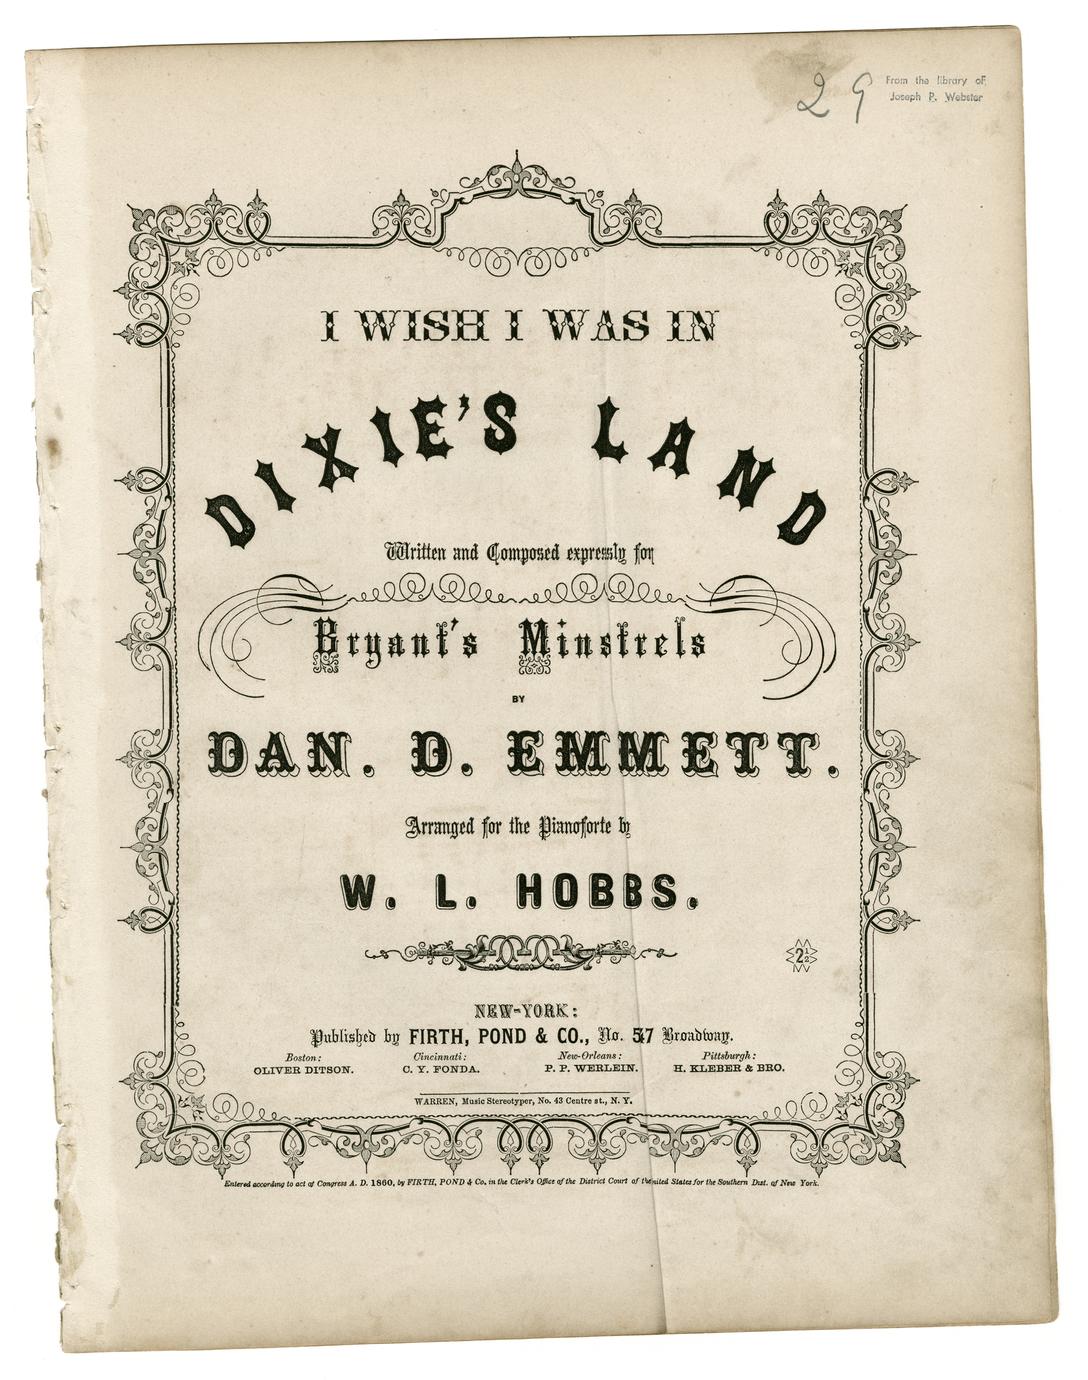 29
From the library of
Joseph P. Webster
I WISH I WAS IN
DIXIE'S LAND
Written and Composed expressly for
Bryant's Minstrels
BY
DAN. D. EMMETT.
Arranged for the Pianoforte by
W. L. HOBBS.
2½
NEW-YORK:
Published by FIRTH, POND & CO., No. 547 Broadway.
Boston: Cincinnati: New-Orleans: Pittsburgh:
OLIVER DITSON. C. Y. FONDA. P. P. WERLEIN. H. KLEBER & BRO.
WARREN, Music Stereotyper, No. 43 Centre st., N. Y.
Entered according to act of Congress A. D. 1860, by FIRTH, POND & Co. in the Clerk's Office of the District Court of the nited States for the Southern Dist. of New York.